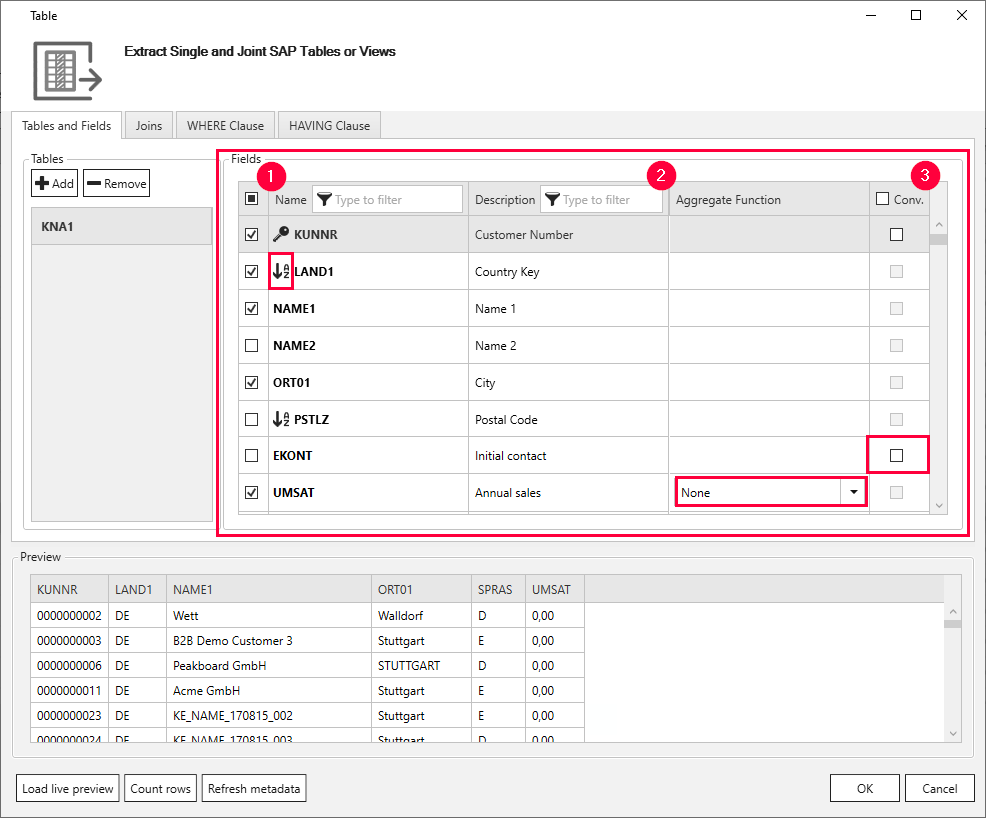 Table
Extract Single and Joint SAP Tables or Views
Tables and Fields Joins WHERE Clause HAVING Clause
Tables
Add Remove
KNA1
Fields
1 2 3
Name Type to filter Description Type to filter Aggregate Function Conv.
KUNNR Customer Number
LAND1 Country Key
NAME1 Name 1
NAME2 Name 2
ORT01 City
PSTLZ Postal Code
EKONT Initial contact
UMSAT Annual sales None
Preview
KUNNR LAND1 NAME1 ORT01 SPRAS UMSAT
0000000002 DE Wett Walldorf D 0,00
0000000003 DE B2B Demo Customer 3 Stuttgart E 0,00
0000000006 DE Peakboard GmbH STUTTGART D 0,00
0000000011 DE Acme GmbH Stuttgart E 0,00
0000000023 DE KE_NAME_170815_002 Stuttgart E 0,00
0000000024 DE KE_NAME_170815_003 Stuttgart D 0,00
Load live preview Count rows Refresh metadata OK Cancel